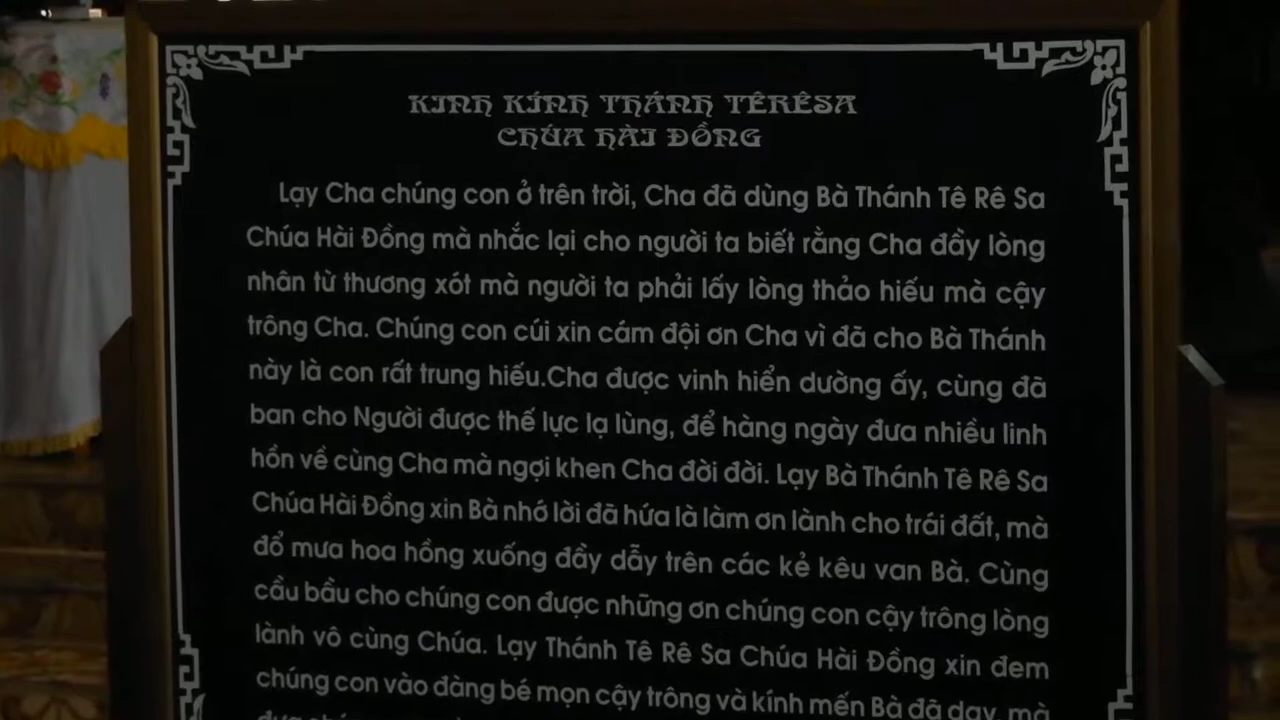 KINH KÍNH THÁNH TÊRÊSA
CHÚA HÀI ĐỒNG
Lạy Cha chúng con ở trên trời, Cha đã dùng Bà Thánh Tê Rê Sa
Chúa Hài Đồng mà nhắc lại cho người ta biết rằng Cha đầy lòng
nhân từ thương xót mà người ta phải lấy lòng thảo hiếu mà cậy
trông Cha. Chúng con cúi xin cám đội ơn Cha vì đã cho Bà Thánh
này là con rất trung hiếu.Cha được vinh hiển dường ấy, cùng đã
ban cho Người được thế lực lạ lùng, để hàng ngày đưa nhiều linh
hồn về cùng Cha mà ngợi khen Cha đời đời. Lạy Bà Thánh Tê Rê Sa
Chúa Hài Đồng xin Bà nhớ lời đã hứa là làm ơn lành cho trái đất, mà
đổ mưa hoa hồng xuống đầy dẫy trên các kẻ kêu van Bà. Cùng
cầu bầu cho chúng con được những ơn chúng con cậy trông lòng
lành vô cùng Chúa. Lạy Thánh Tê Rê Sa Chúa Hài Đồng xin đem
chúng con vào đàng bé mọn cậy trông và kính mến Bà đã dạy, mà